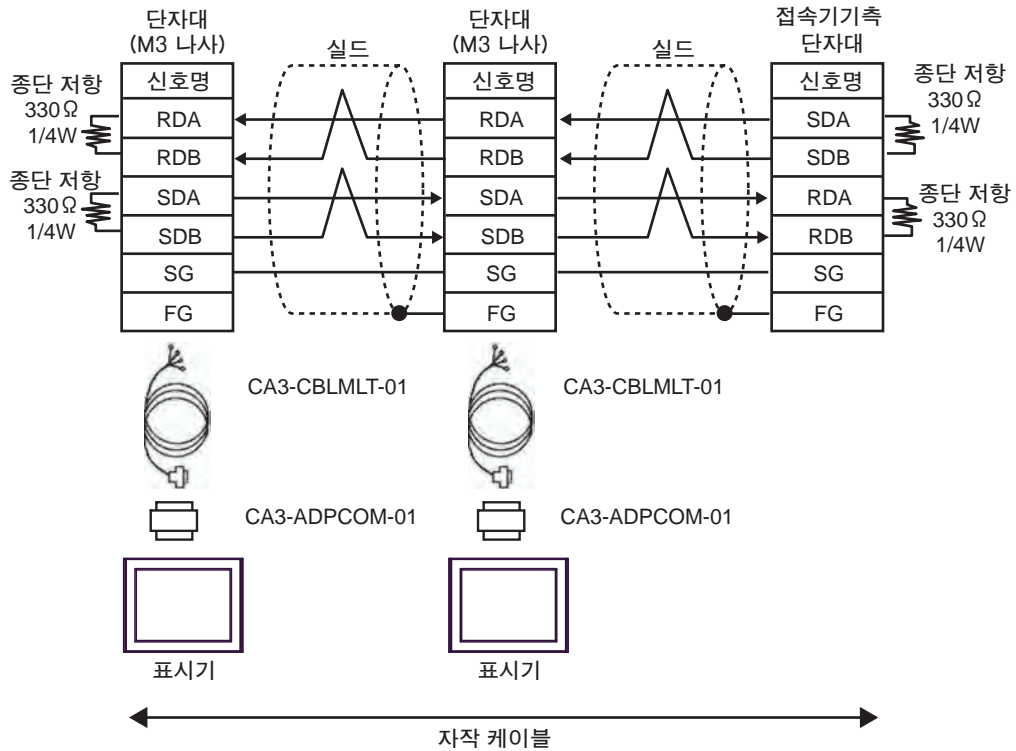 단자대
(M3 나사)
실드
단자대
(M3 나사)
실드
접속기기측
단자대
종단 저항
330Ω
1/4W
종단 저항
330Ω
1/4W
신호명
RDA
RDB
SDA
SDB
SG
FG
신호명
RDA
RDB
SDA
SDB
SG
FG
신호명
SDA
SDB
RDA
RDB
SG
FG
종단 저항
330Ω
1/4W
종단 저항
330Ω
1/4W
CA3-CBLMLT-01
CA3-CBLMLT-01
CA3-ADPCOM-01
CA3-ADPCOM-01
표시기
표시기
자작 케이블